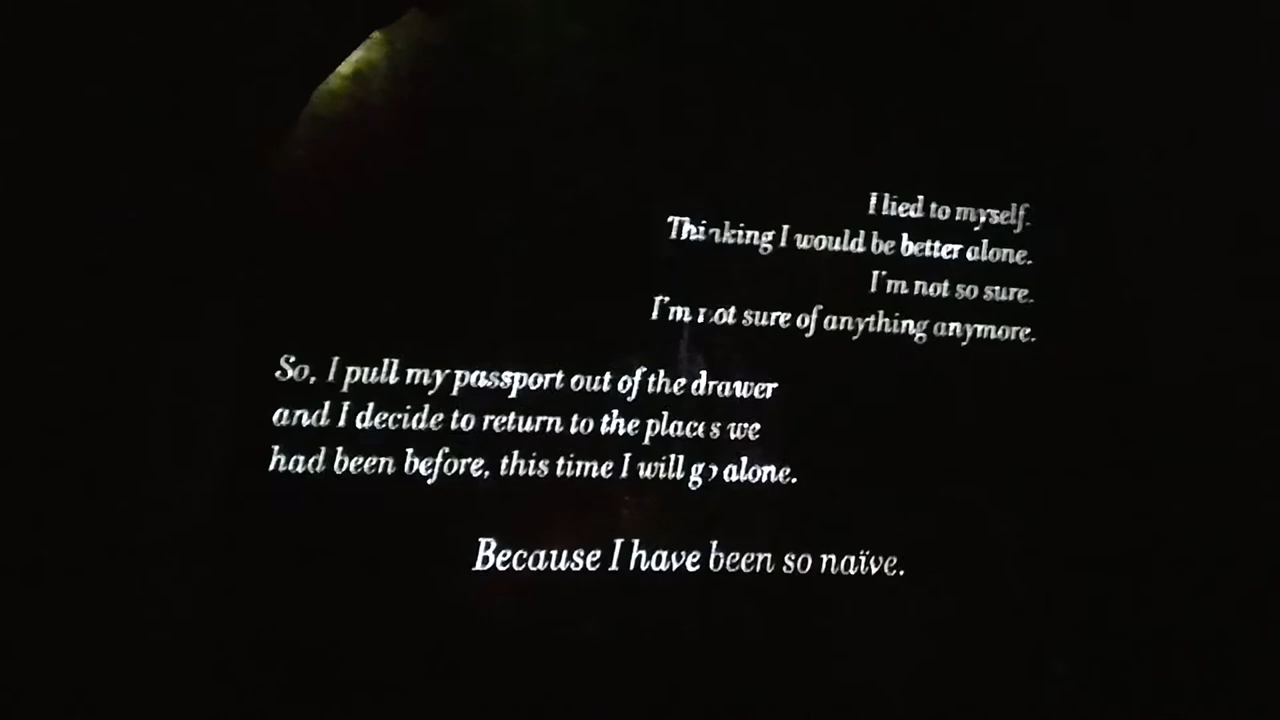 I lied to myself.
Thinking I would be better alone.
I'm not so sure.
I'm not sure of anything anymore.
So, I pull my passport out of the drawer
and I decide to return to the places we
had been before, this time I will go alone.
Because I have been so naïve.